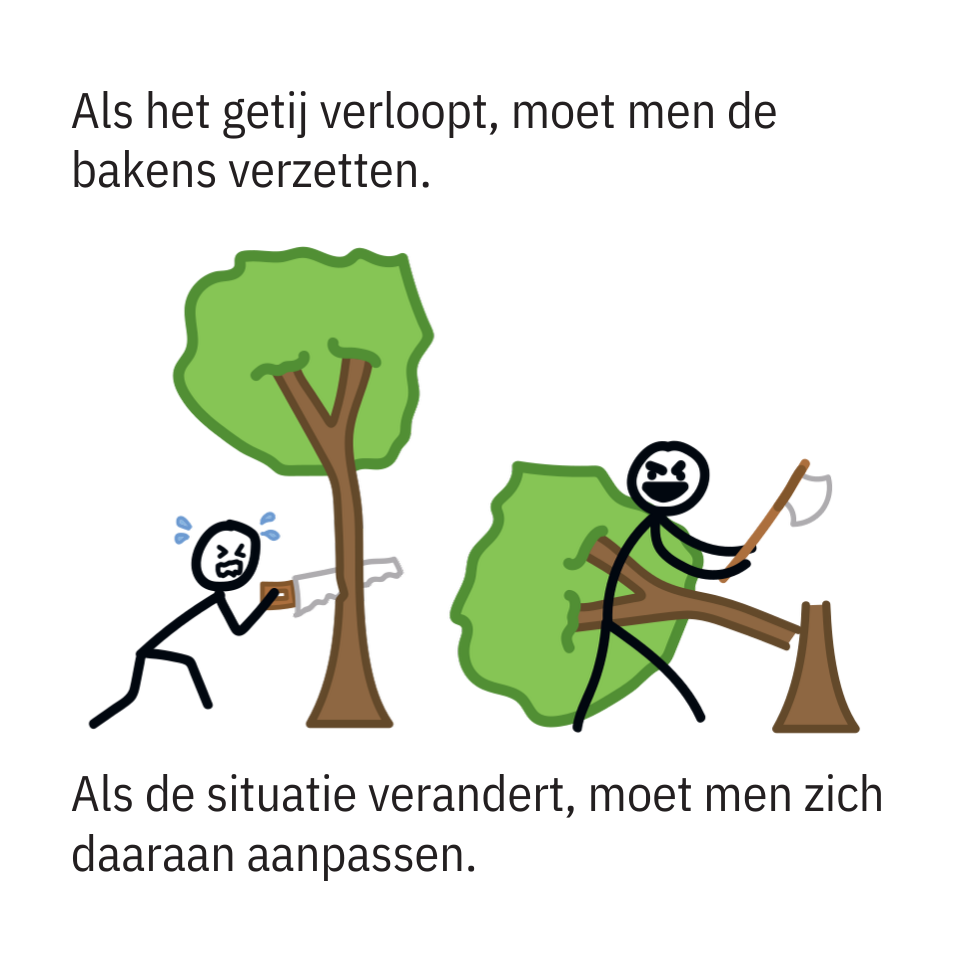 Als het getij verloopt, moet men de
bakens verzetten.
Als de situatie verandert, moet men zich
daaraan aanpassen.